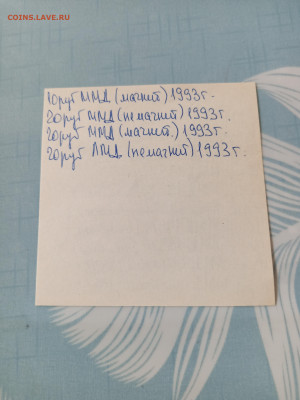 COINS.LAVE.RU
10руб ММД (магнит) 1993г.
20руб ММД (немагнит) 1993г.
20руб ММД (магнит.) 1993г.
20руб ЛМД (немагнит) 1993г.